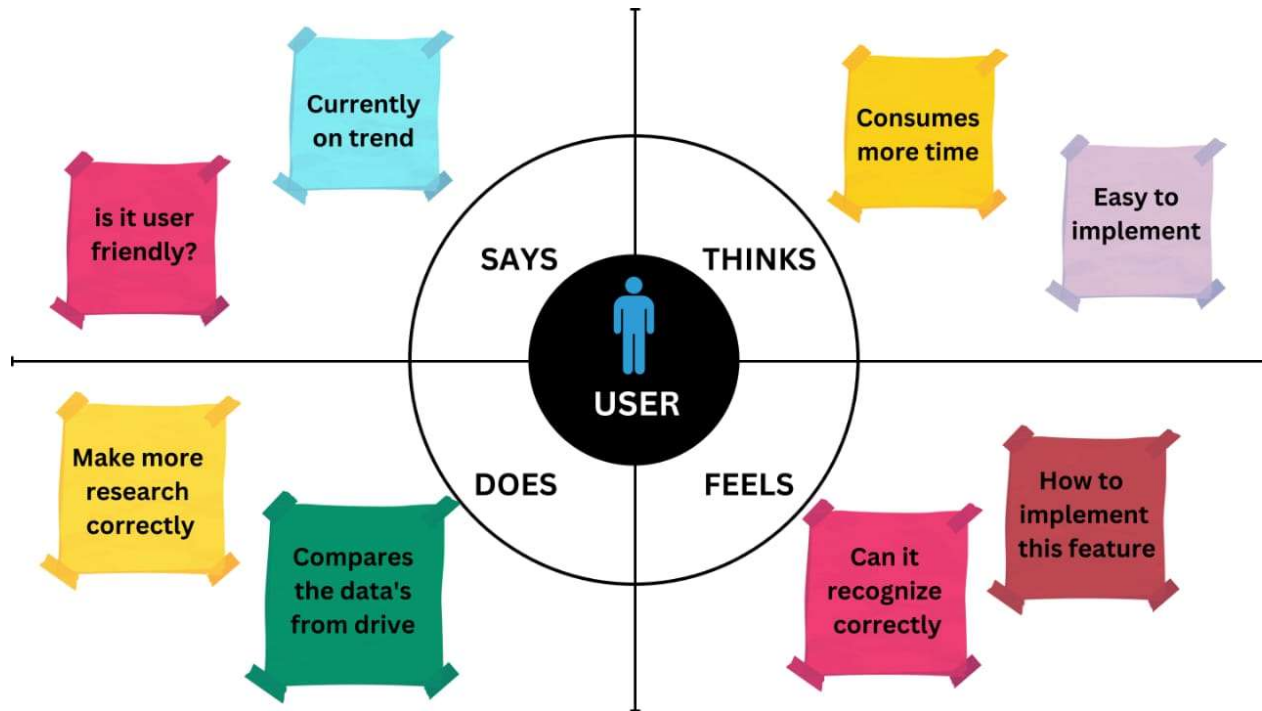 Currently
on trend
is it user
friendly?
Consumes
more time
Easy to
implement
SAYS
THINKS
USER
DOES
FEELS
Make more
research
correctly
Compares
the data's
from drive
How to
implement
this feature
Can it
recognize
correctly